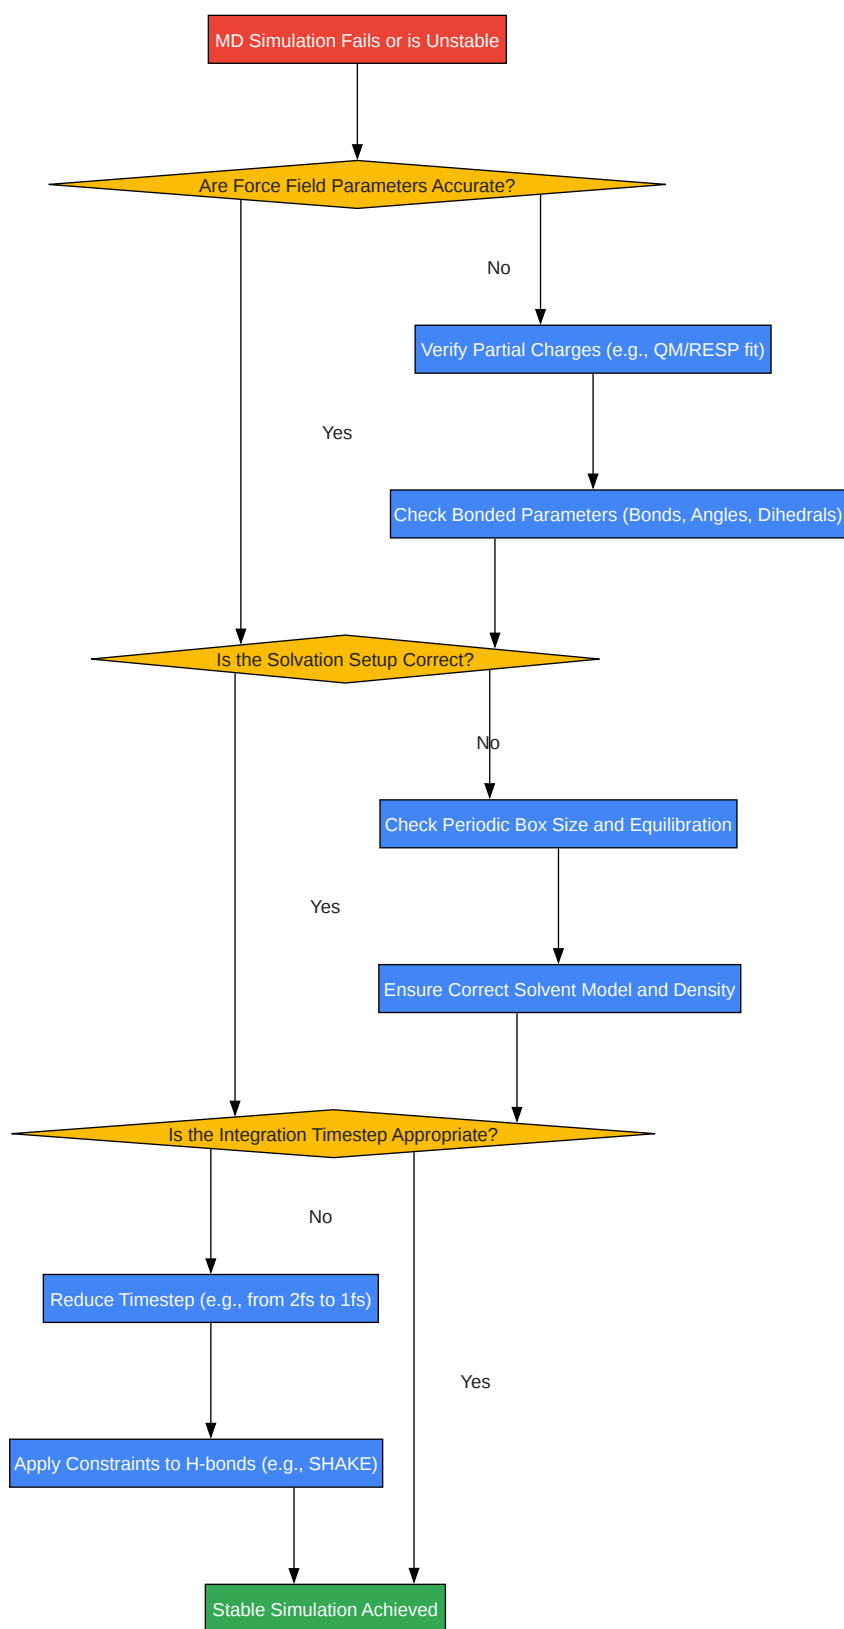 MD Simulation Fails or is Unstable
Are Force Field Parameters Accurate?
No
Verify Partial Charges (e.g., QM/RESP fit)
Yes
Check Bonded Parameters (Bonds, Angles, Dihedrals)
Is the Solvation Setup Correct?
No
Check Periodic Box Size and Equilibration
Yes
Ensure Correct Solvent Model and Density
Is the Integration Timestep Appropriate?
No
Reduce Timestep (e.g., from 2fs to 1fs)
Yes
Apply Constraints to H-bonds (e.g., SHAKE)
Stable Simulation Achieved